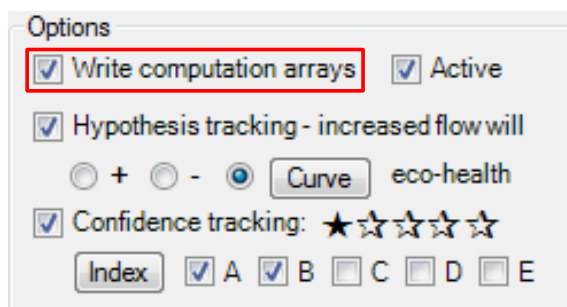 Options
Write computation arrays Active
Hypothesis tracking - increased flow will
+ - Curve eco-health
Confidence tracking: ★☆☆☆☆
Index A B C D E